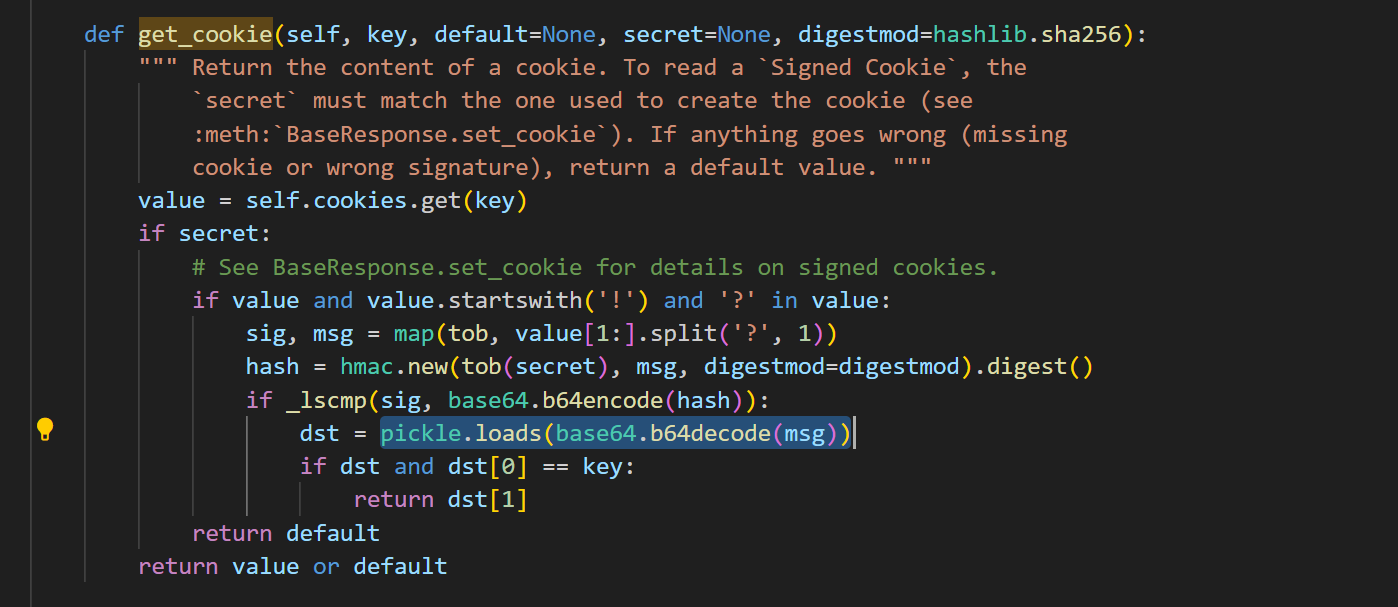 def get_cookie(self, key, default=None, secret=None, digestmod=hashlib.sha256):
    """ Return the content of a cookie. To read a `Signed Cookie`, the
        `secret` must match the one used to create the cookie (see
        :meth:`BaseResponse.set_cookie`). If anything goes wrong (missing
        cookie or wrong signature), return a default value. """
    value = self.cookies.get(key)
    if secret:
        # See BaseResponse.set_cookie for details on signed cookies.
        if value and value.startswith('!') and '?' in value:
            sig, msg = map(tob, value[1:].split('?', 1))
            hash = hmac.new(tob(secret), msg, digestmod=digestmod).digest()
            if _lscmp(sig, base64.b64encode(hash)):
                dst = pickle.loads(base64.b64decode(msg))
                if dst and dst[0] == key:
                    return dst[1]
        return default
    return value or default